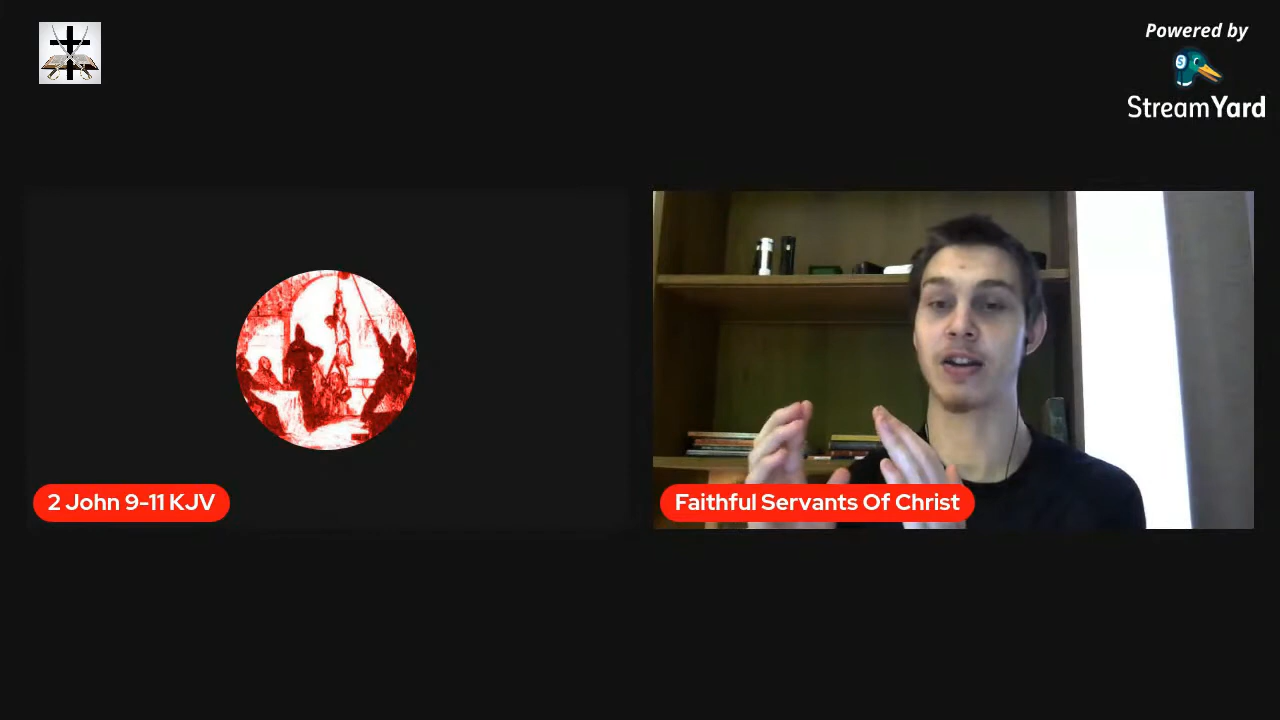 Powered by
S
StreamYard
2 John 9-11 KJV
Faithful Servants Of Christ